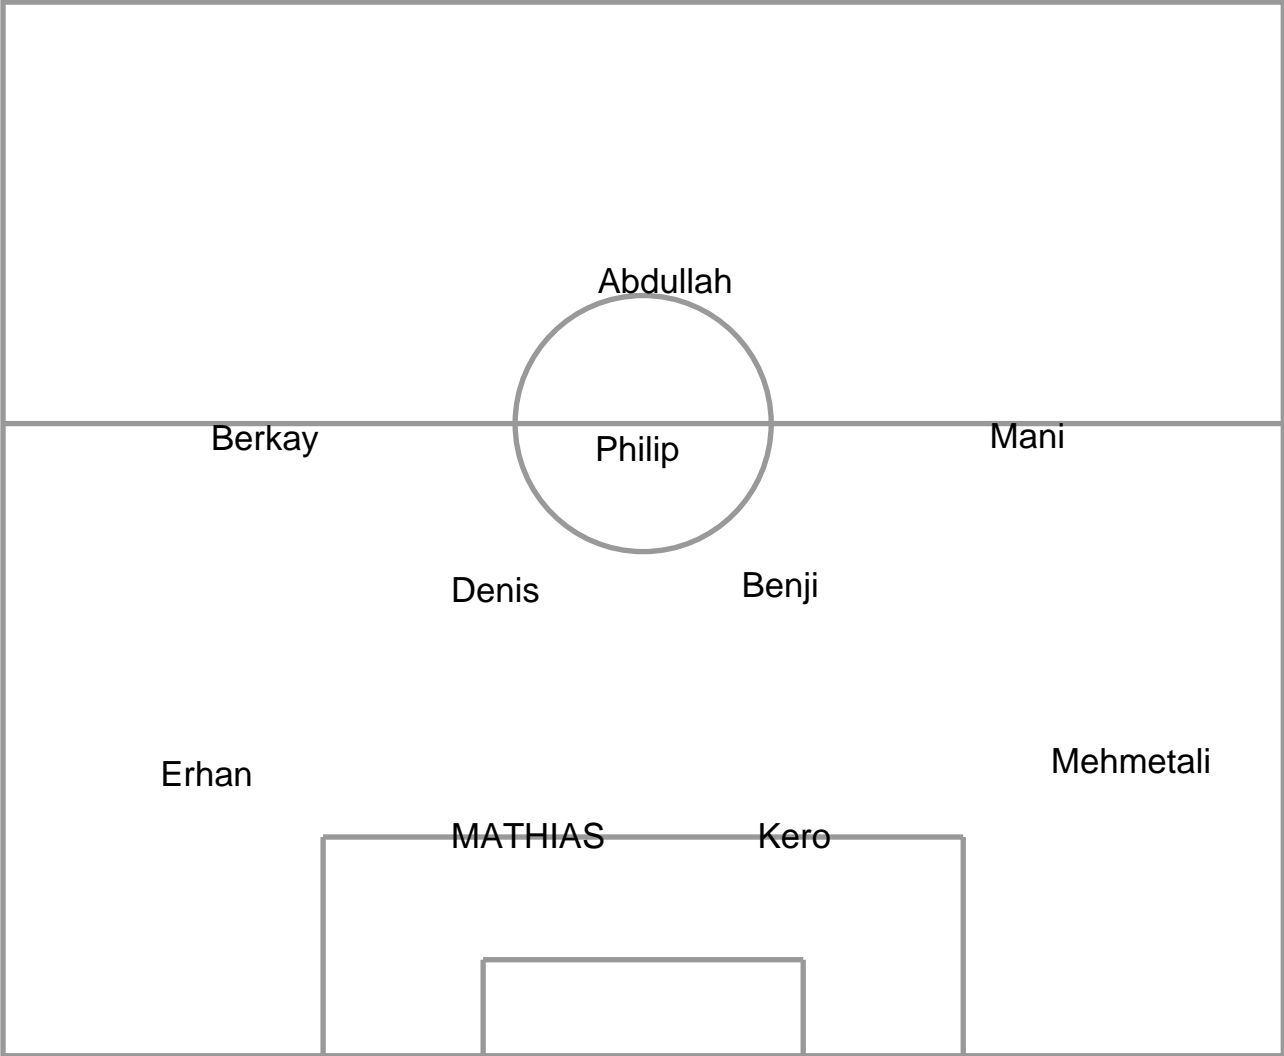 Abdullah
Berkay
Philip
Mani
Denis
Benji
Erhan
Mehmetali
MATHIAS
Kero